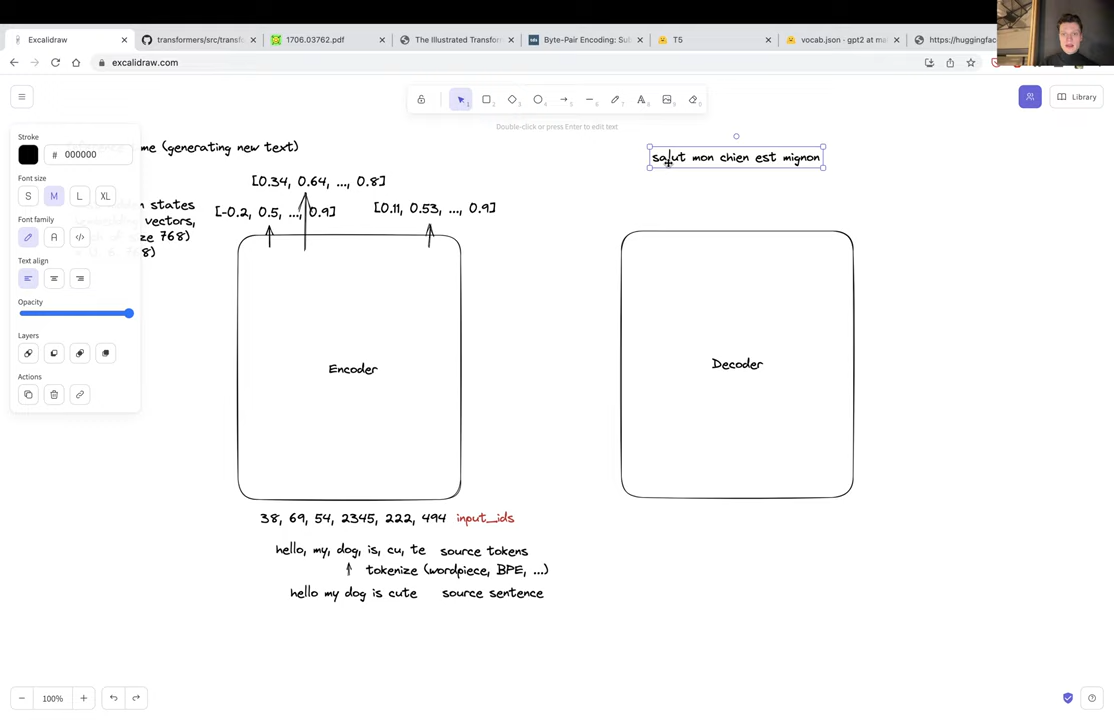 Excalidraw
transformers/src/transf
1706.03762.pdf
The Illustrated Transfor
Byte-Pair Encoding: Sub
T5
vocab.json · gpt2 at ma
https://huggingfac
excalidraw.com
Library
Double-click or press Enter to edit text
Stroke
# 000000
Font size
S M L XL
Font family
A </>
Text align
Opacity
Layers
Actions
me (generating new text)
salut mon chien est mignon
[0.34, 0.64, ..., 0.8]
n states
[-0.2, 0.5, ..., 0.9] [0.11, 0.53, ..., 0.9]
vectors,
ze 768)
Encoder
Decoder
38, 69, 54, 2345, 222, 494 input_ids
hello, my, dog, is, cu, te source tokens
tokenize (wordpiece, BPE, ...)
hello my dog is cute source sentence
100%